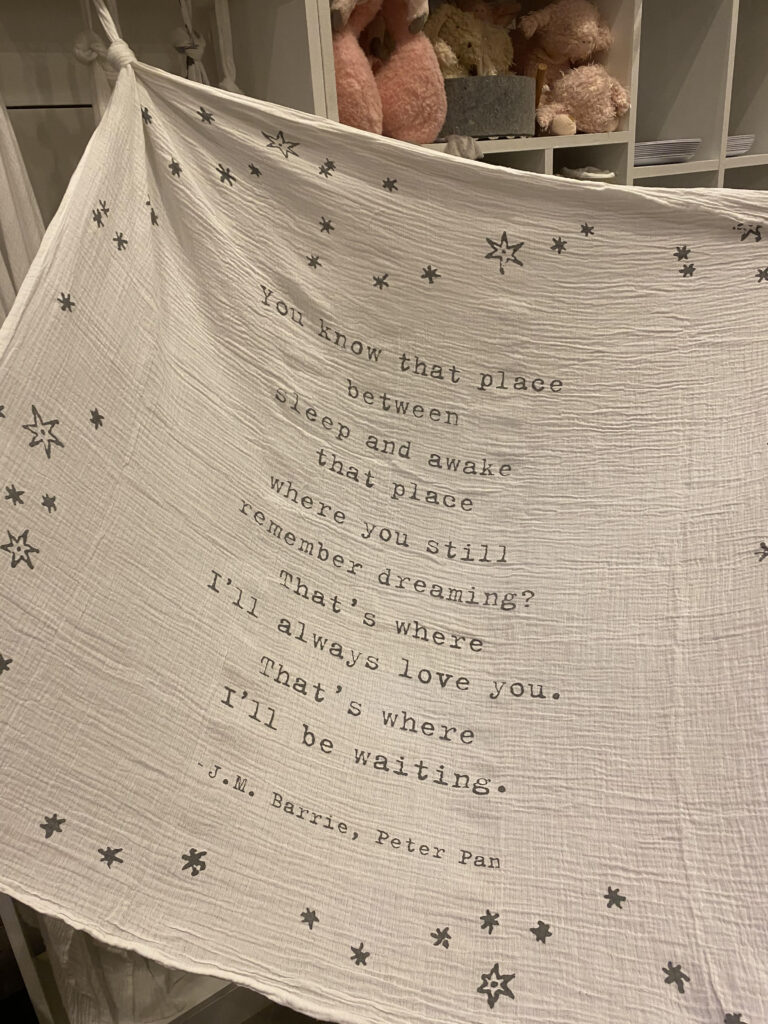 You know that place
between
sleep and awake
that place
where you still
remember dreaming?
That's where
I'll always love you.
That's where
I'll be waiting.
-J.M. Barrie, Peter Pan